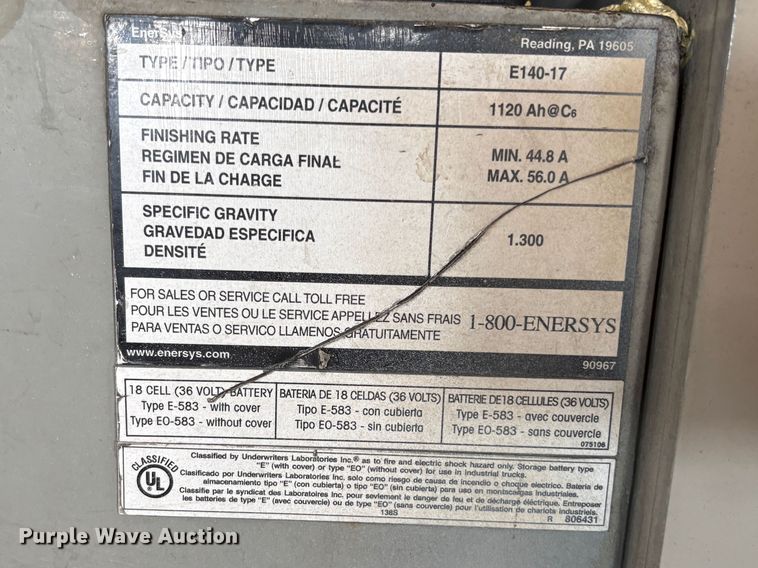 EnerSys Reading, PA 19605
TYPE / TIPO / TYPE E140-17
CAPACITY / CAPACIDAD / CAPACITÉ 1120 Ah@C6
FINISHING RATE
REGIMEN DE CARGA FINAL MIN. 44.8 A
FIN DE LA CHARGE MAX. 56.0 A
SPECIFIC GRAVITY
GRAVEDAD ESPECIFICA 1.300
DENSITÉ
FOR SALES OR SERVICE CALL TOLL FREE
POUR LES VENTES OU LE SERVICE APPELLEZ SANS FRAIS 1-800-ENERSYS
PARA VENTAS O SERVICO LLAMENOS GRATUITAMENTE
www.enersys.com 90967
18 CELL (36 VOLT) BATTERY
Type E-583 - with cover
Type EO-583 - without cover
BATERIA DE 18 CELDAS (36 VOLTS)
Tipo E-583 - con cubierta
Tipo EO-583 - sin cubierta
BATTERIE DE 18 CELLULES (36 VOLTS)
Type E-583 - avec couvercle
Type EO-583 - sans couvercle
075106
CLASSIFIED
UL
Classified by Underwriters Laboratories Inc.® as to fire and electric shock hazard only. Storage battery type
"E" (with cover) or type "EO" (without cover) for use in industrial trucks.
Clasificado por Underwriters Laboratories Inc. solo como riesgo de causa de incendio o choque electrico. Bateria de
almacenamiento tipo "E" (con cubierta) o tipo "EO" (sin cubierta) para uso en montacargas industriales.
Classifie par le syndicat des Laboratoires Inc. pour sevlement le danger de feu et de décharge éléctrique. Entreposer
les batteries de type "E" (avec couvercle) ou de type "EO" (sans couvercle) pour l'utilisation de chariots industriels.
138S R 806431
Purple Wave Auction